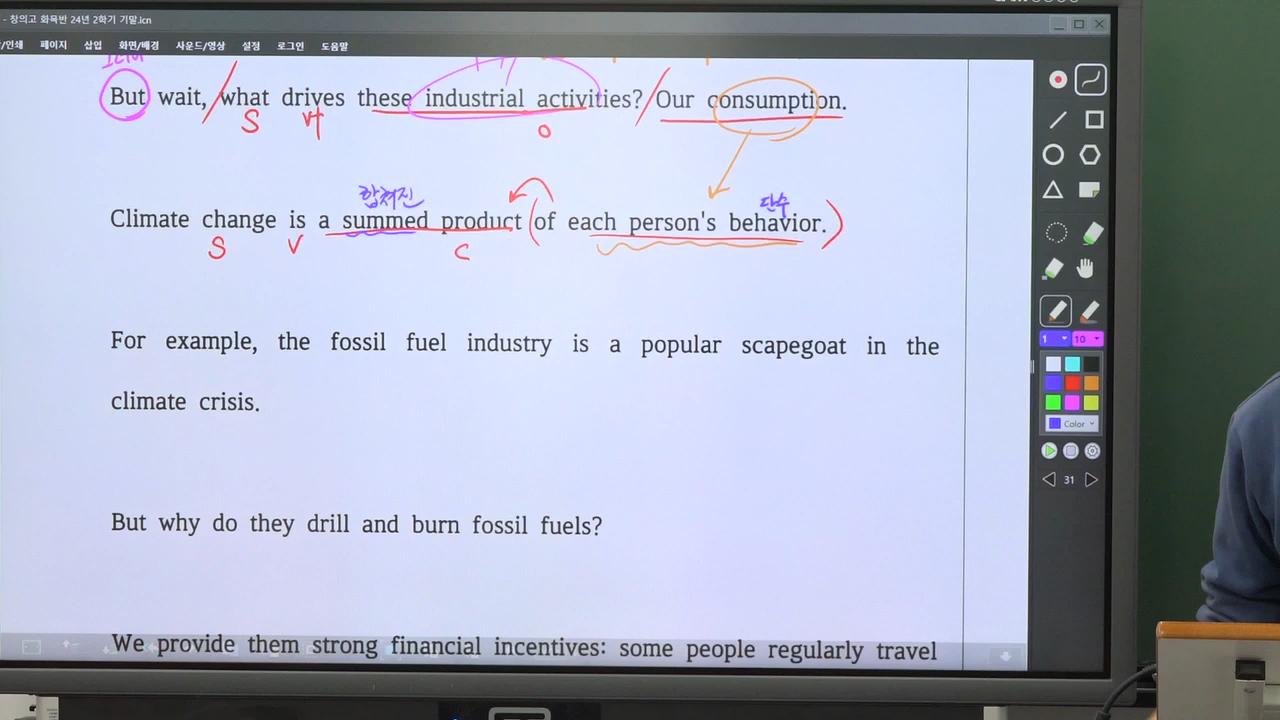 - 창의고 화목반 24년 2학기 기말.icn
/인쇄 페이지 삽입 화면/배경 사운드/영상 설정 로그인 도움말
But wait, what drives these industrial activities? Our consumption.
S vt O
합쳐진 단수
Climate change is a summed product of each person's behavior.
S V C
For example, the fossil fuel industry is a popular scapegoat in the
climate crisis.
But why do they drill and burn fossil fuels?
We provide them strong financial incentives: some people regularly travel
1 10
Color
31